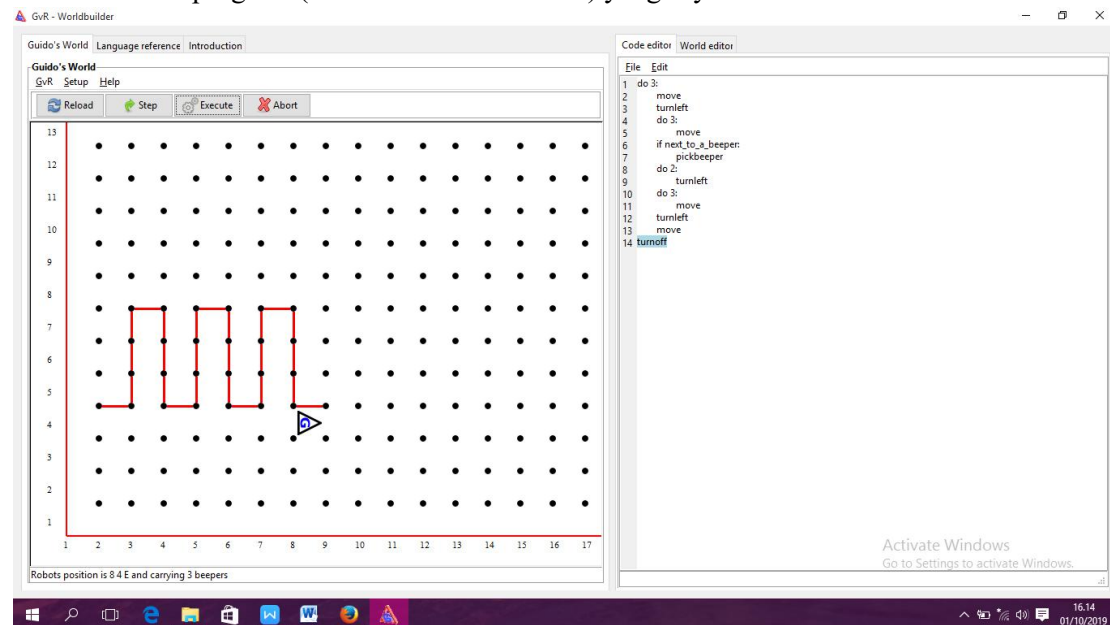 GvR - Worldbuilder
Guido's World Language reference Introduction
Guido's World
GvR Setup Help
Reload Step Execute Abort
13
12
11
10
9
8
7
6
5
4
3
2
1
G
1 2 3 4 5 6 7 8 9 10 11 12 13 14 15 16 17
Robots position is 8 4 E and carrying 3 beepers
Code editor World editor
File Edit
1 do 3:
2 move
3 turnleft
4 do 3:
5 move
6 if next_to_a_beeper:
7 pickbeeper
8 do 2:
9 turnleft
10 do 3:
11 move
12 turnleft
13 move
14 turnoff
Activate Windows
Go to Settings to activate Windows.
16.14
01/10/2019